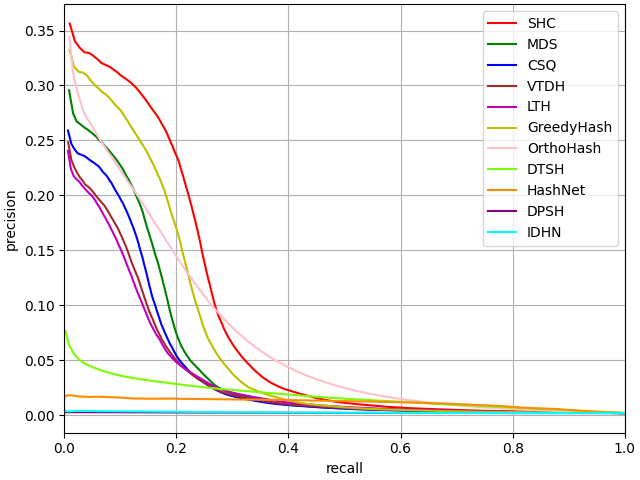 0.35
0.30
0.25
0.20
0.15
0.10
0.05
0.00
precision
0.0
0.2
0.4
0.6
0.8
1.0
recall
SHC
MDS
CSQ
VTDH
LTH
GreedyHash
OrthoHash
DTSH
HashNet
DPSH
IDHN